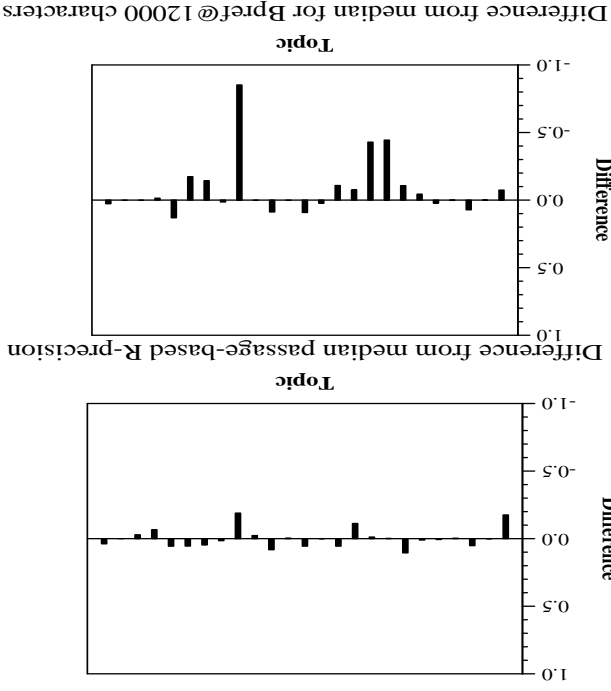 1.0
0.5
0.0
-0.5
-1.0
Difference
Topic
Difference from median passage-based-R-precision
1.0
0.5
0.0
-0.5
-1.0
Difference
Topic
Difference from median for Bpref@12000 characters